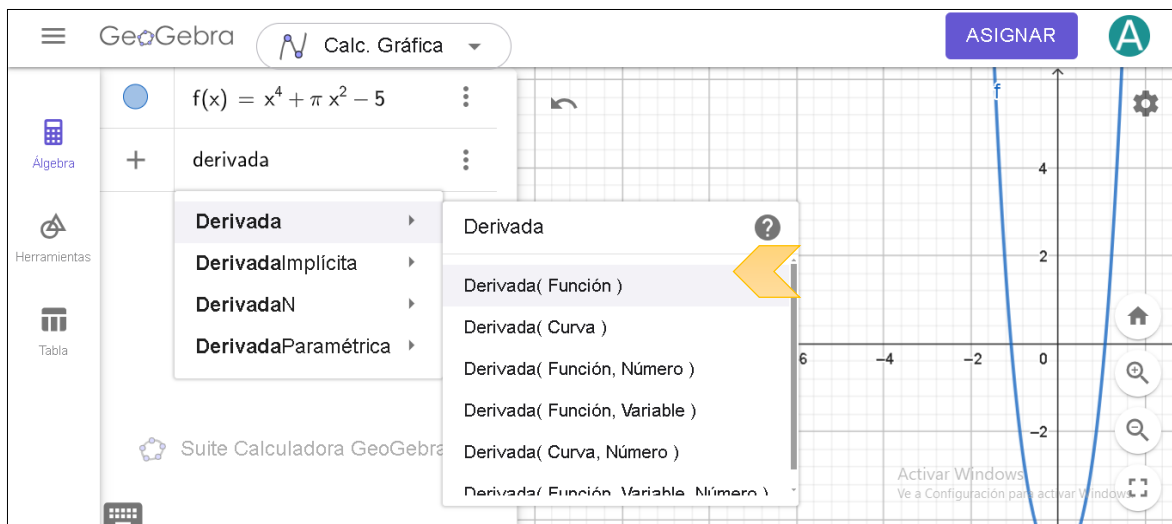 GeoGebra
Calc. Gráfica
ASIGNAR
A
f(x) = x⁴ + π x² − 5
derivada
Álgebra
Herramientas
Tabla
Derivada
DerivadaImplícita
DerivadaN
DerivadaParamétrica
Derivada
?
Derivada( Función )
Derivada( Curva )
Derivada( Función, Número )
Derivada( Función, Variable )
Derivada( Curva, Número )
Derivada( Función, Variable, Número )
Suite Calculadora GeoGebra
f
4
2
6
−4
−2
0
−2
Activar Windows
Ve a Configuración para activar Windows